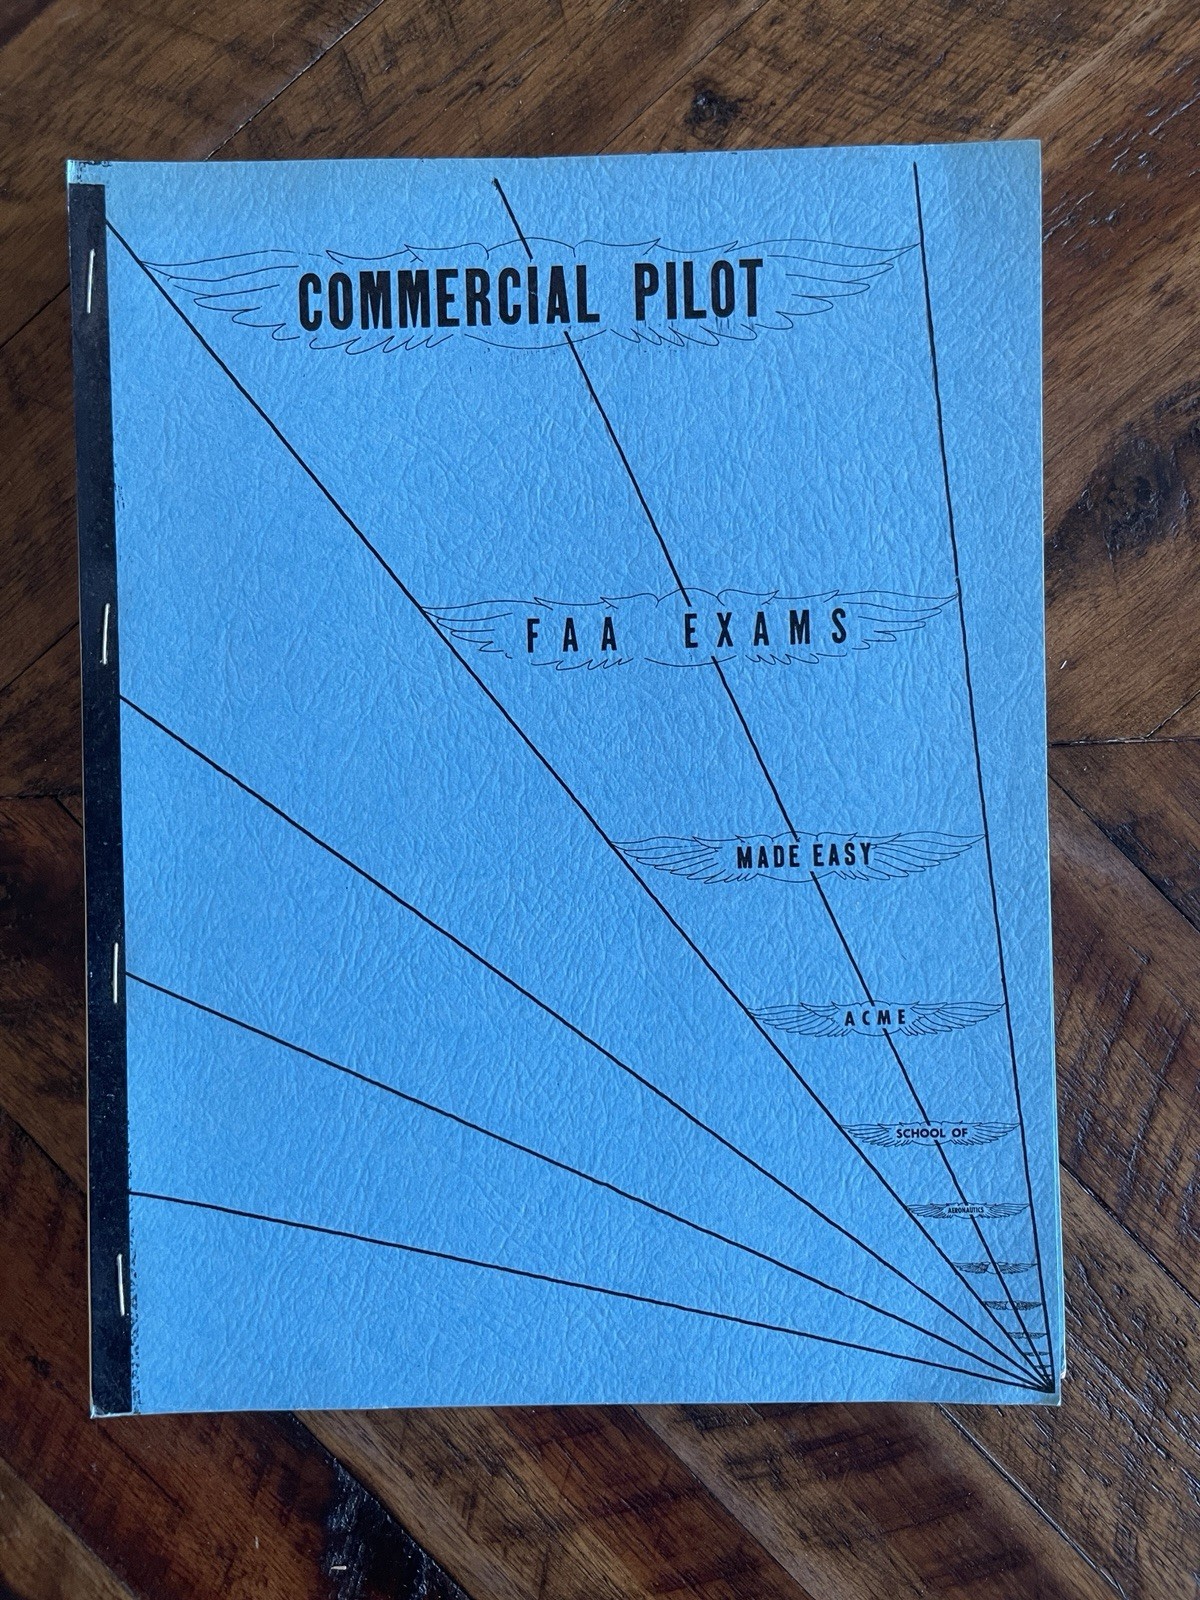 COMMERCIAL PILOT
FAA EXAMS
MADE EASY
ACME
SCHOOL OF
AERONAUTICS